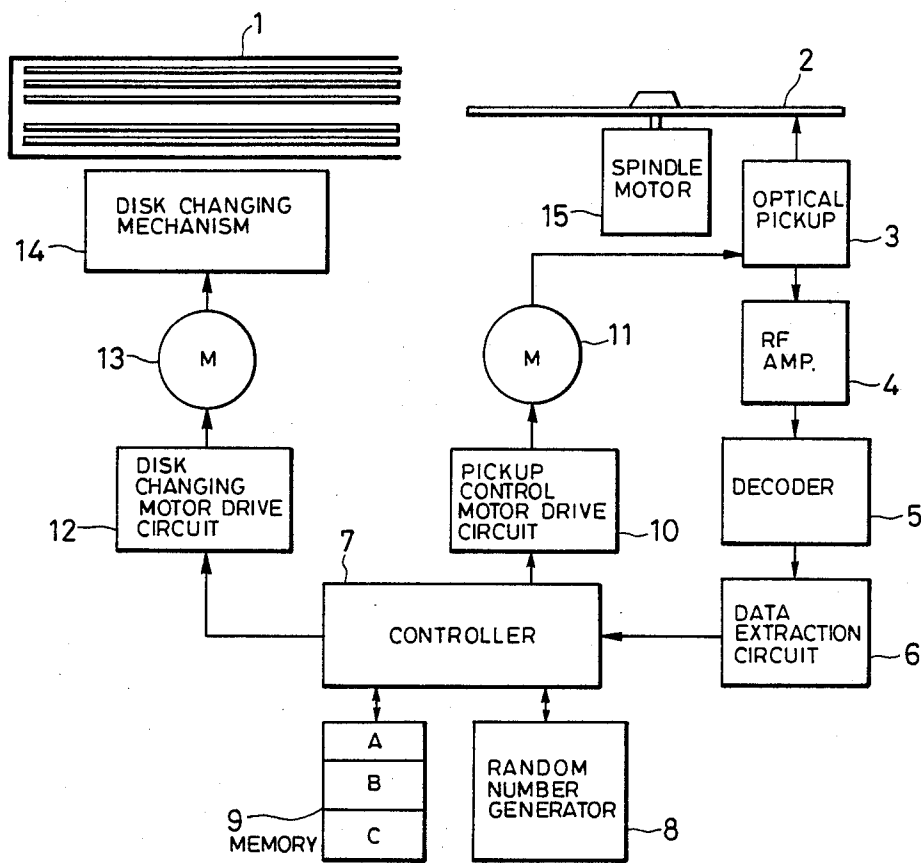 1
2
SPINDLE
MOTOR
15
OPTICAL
PICKUP
3
DISK CHANGING
MECHANISM
14
13
M
M
11
RF
AMP.
4
DISK
CHANGING
MOTOR DRIVE
CIRCUIT
12
PICKUP
CONTROL
MOTOR DRIVE
CIRCUIT
10
DECODER
5
7
CONTROLLER
DATA
EXTRACTION
CIRCUIT
6
A
B
C
9
MEMORY
RANDOM
NUMBER
GENERATOR
8